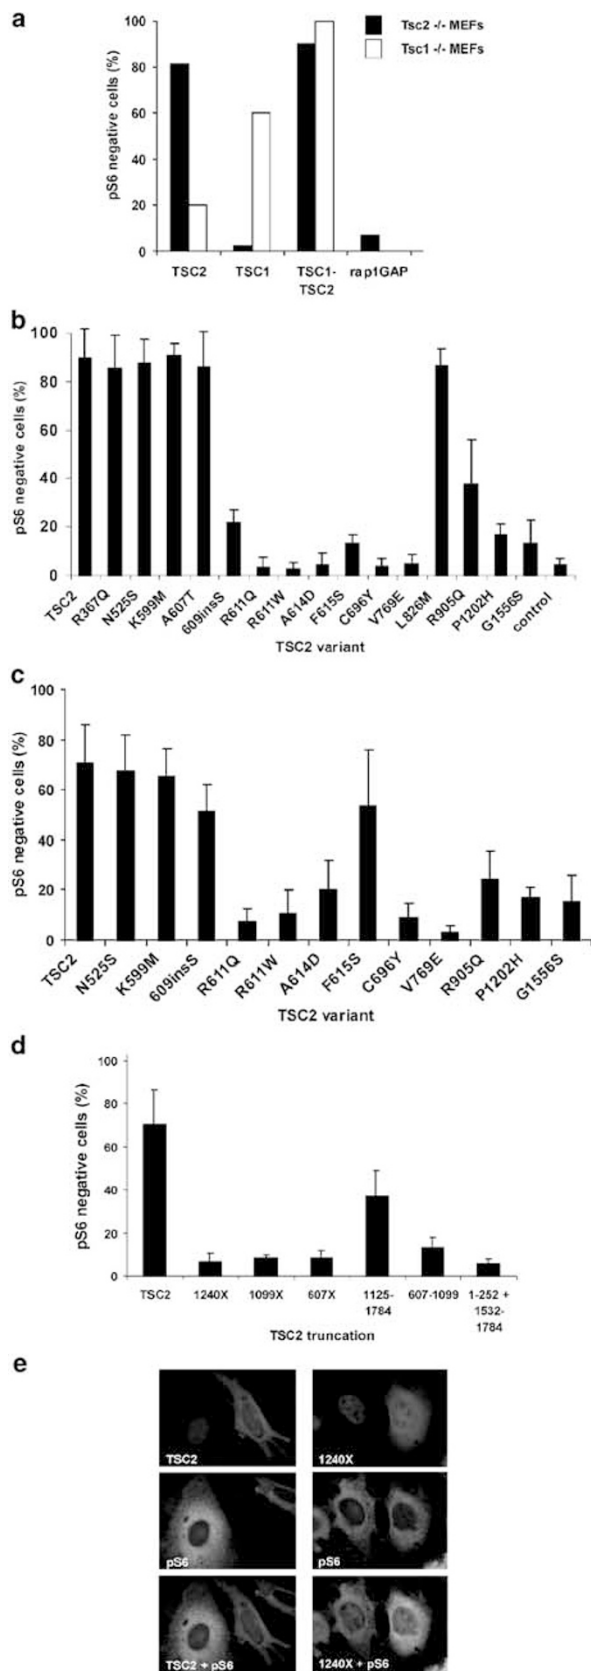 a
100
80
60
40
20
0
pS6 negative cells (%)
Tsc2 -/- MEFs
Tsc1 -/- MEFs
TSC2 TSC1 TSC1-TSC2 rap1GAP
b
100
80
60
40
20
0
pS6 negative cells (%)
TSC2 R367Q N525S K599M A607T 609insS R611Q R611W A614D F615S C696Y V769E L826M R905Q P1202H G1556S control
TSC2 variant
c
100
80
60
40
20
0
pS6 negative cells (%)
TSC2 N525S K599M 609insS R611Q R611W A614D F615S C696Y V769E R905Q P1202H G1556S
TSC2 variant
d
100
80
60
40
20
0
pS6 negative cells (%)
TSC2 1240X 1099X 607X 1125-1784 607-1099 1-252 + 1532-1784
TSC2 truncation
e
TSC2 1240X
pS6 pS6
TSC2 + pS6 1240X + pS6